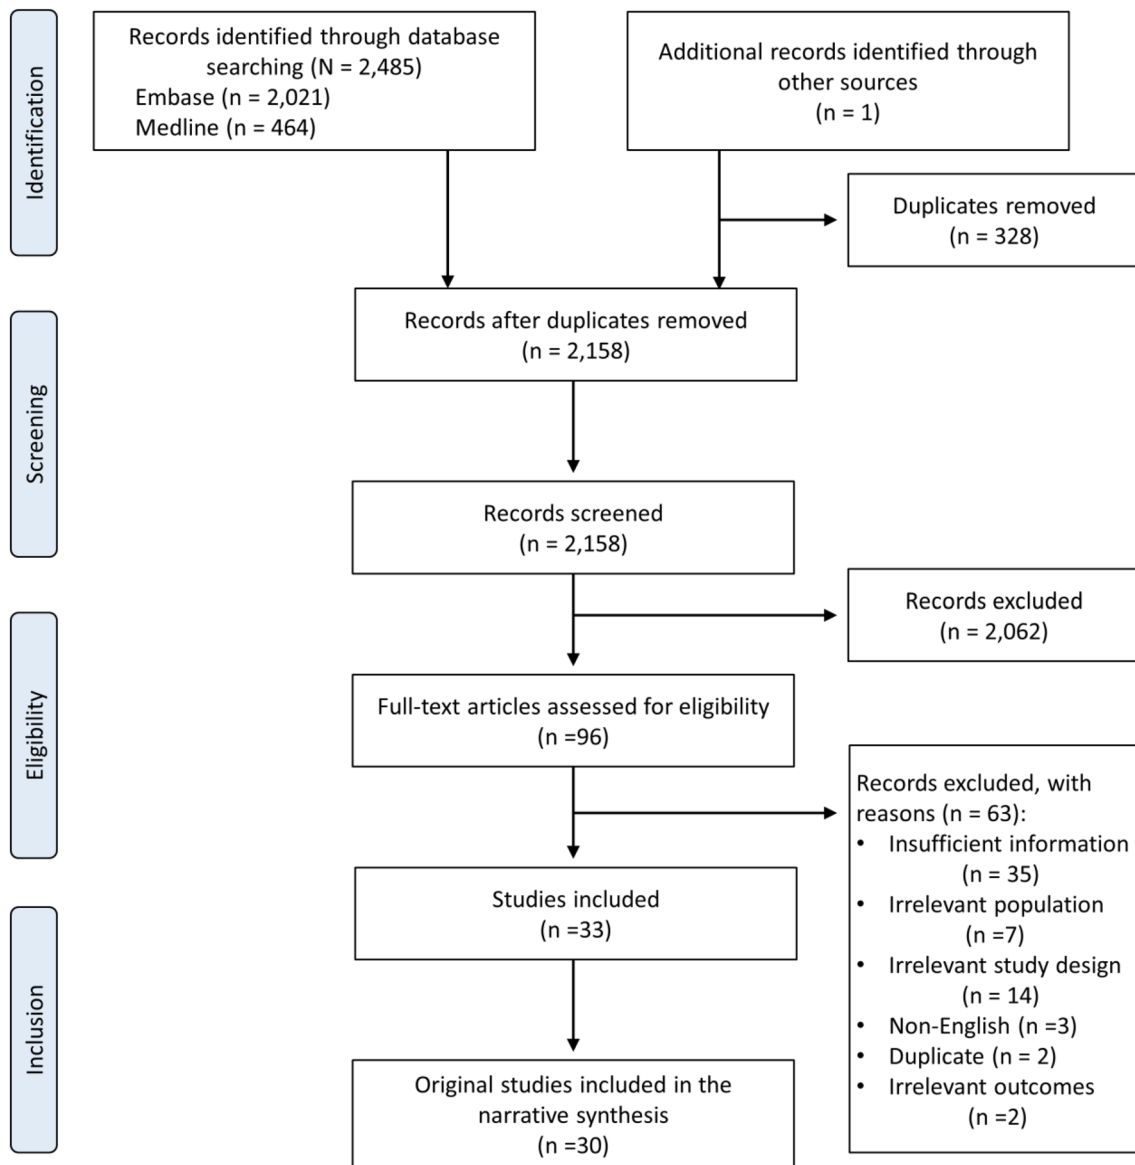 Identification
Records identified through database
searching (N = 2,485)
Embase (n = 2,021)
Medline (n = 464)
Additional records identified through
other sources
(n = 1)
Duplicates removed
(n = 328)
Records after duplicates removed
(n = 2,158)
Screening
Records screened
(n = 2,158)
Records excluded
(n = 2,062)
Eligibility
Full-text articles assessed for eligibility
(n =96)
Records excluded, with
reasons (n = 63):
• Insufficient information
(n = 35)
• Irrelevant population
(n =7)
• Irrelevant study design
(n = 14)
• Non-English (n =3)
• Duplicate (n = 2)
• Irrelevant outcomes
(n =2)
Studies included
(n =33)
Inclusion
Original studies included in the
narrative synthesis
(n =30)